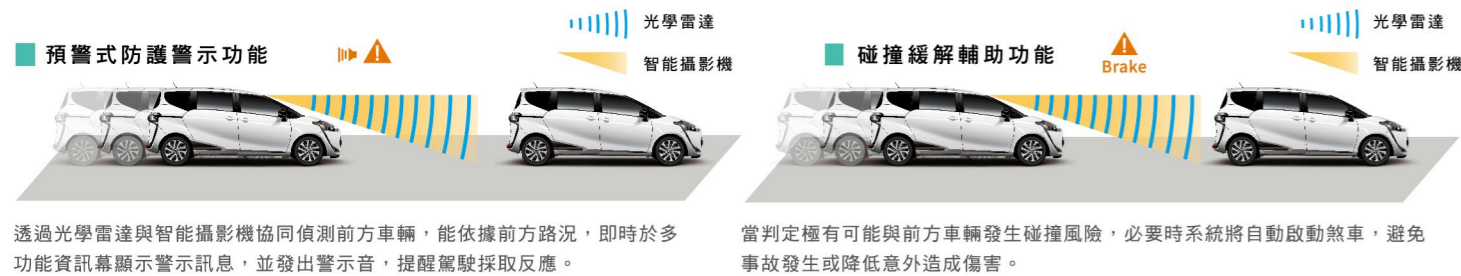 預警式防護警示功能
光學雷達
智能攝影機
透過光學雷達與智能攝影機協同偵測前方車輛，能依據前方路況，即時於多
功能資訊幕顯示警示訊息，並發出警示音，提醒駕駛採取反應。
碰撞緩解輔助功能
Brake
光學雷達
智能攝影機
當判定極有可能與前方車輛發生碰撞風險，必要時系統將自動啟動煞車，避免
事故發生或降低意外造成傷害。